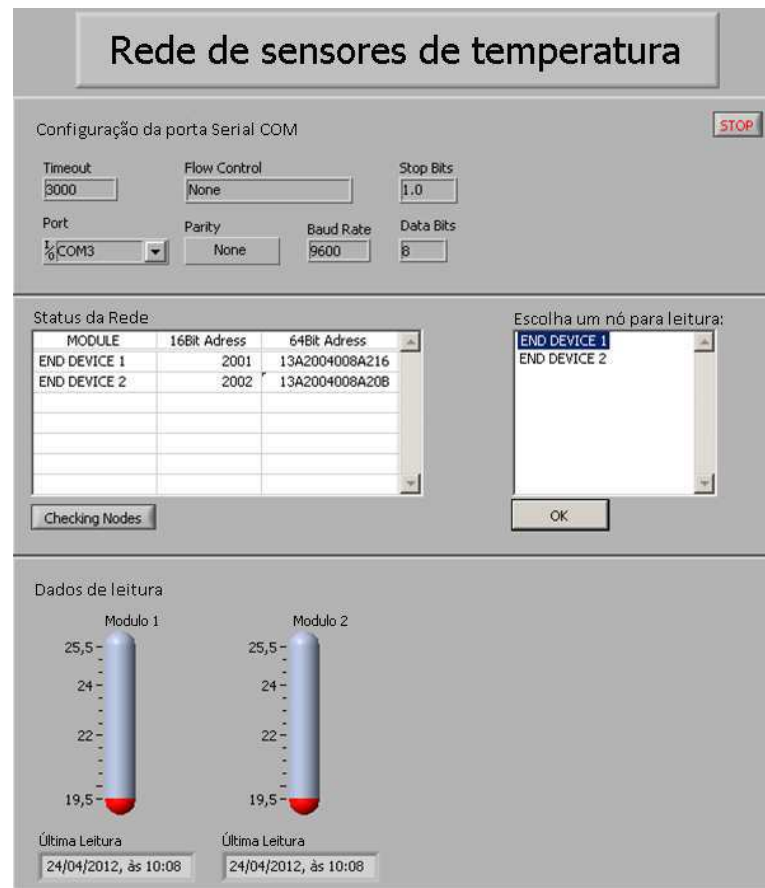 Rede de sensores de temperatura
Configuração da porta Serial COM
STOP
Timeout Flow Control Stop Bits
3000 None 1.0
Port Parity Baud Rate Data Bits
COM3 None 9600 8
Status da Rede
MODULE 16Bit Adress 64Bit Adress
END DEVICE 1 2001 13A2004008A216
END DEVICE 2 2002 13A2004008A20B
Checking Nodes
Escolha um nó para leitura:
END DEVICE 1
END DEVICE 2
OK
Dados de leitura
Modulo 1 Modulo 2
25,5 25,5
24 24
22 22
19,5 19,5
Última Leitura Última Leitura
24/04/2012, às 10:08 24/04/2012, às 10:08